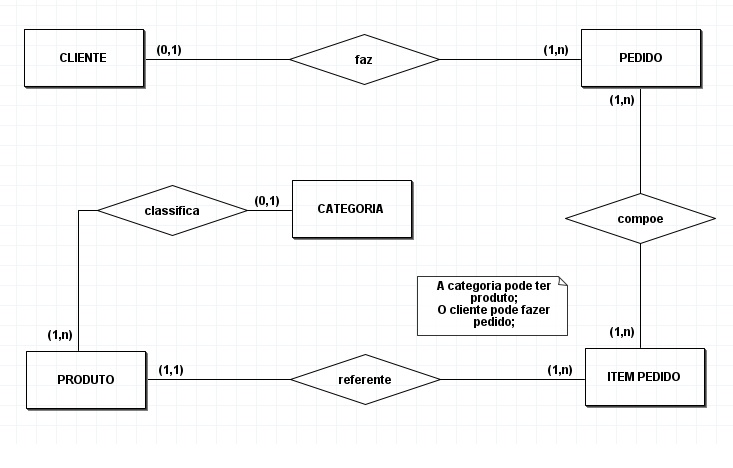 CLIENTE
(0,1)
faz
(1,n)
PEDIDO
(1,n)
classifica
(0,1)
CATEGORIA
compoe
A categoria pode ter
produto;
O cliente pode fazer
pedido;
(1,n)
(1,n)
PRODUTO
(1,1)
referente
(1,n)
ITEM PEDIDO